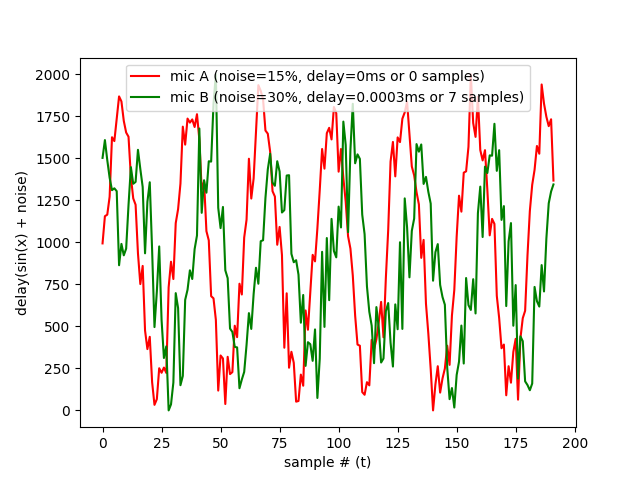 mic A (noise=15%, delay=0ms or 0 samples)
mic B (noise=30%, delay=0.0003ms or 7 samples)
2000
1750
1500
1250
1000
750
500
250
0
delay(sin(x) + noise)
0 25 50 75 100 125 150 175 200
sample # (t)